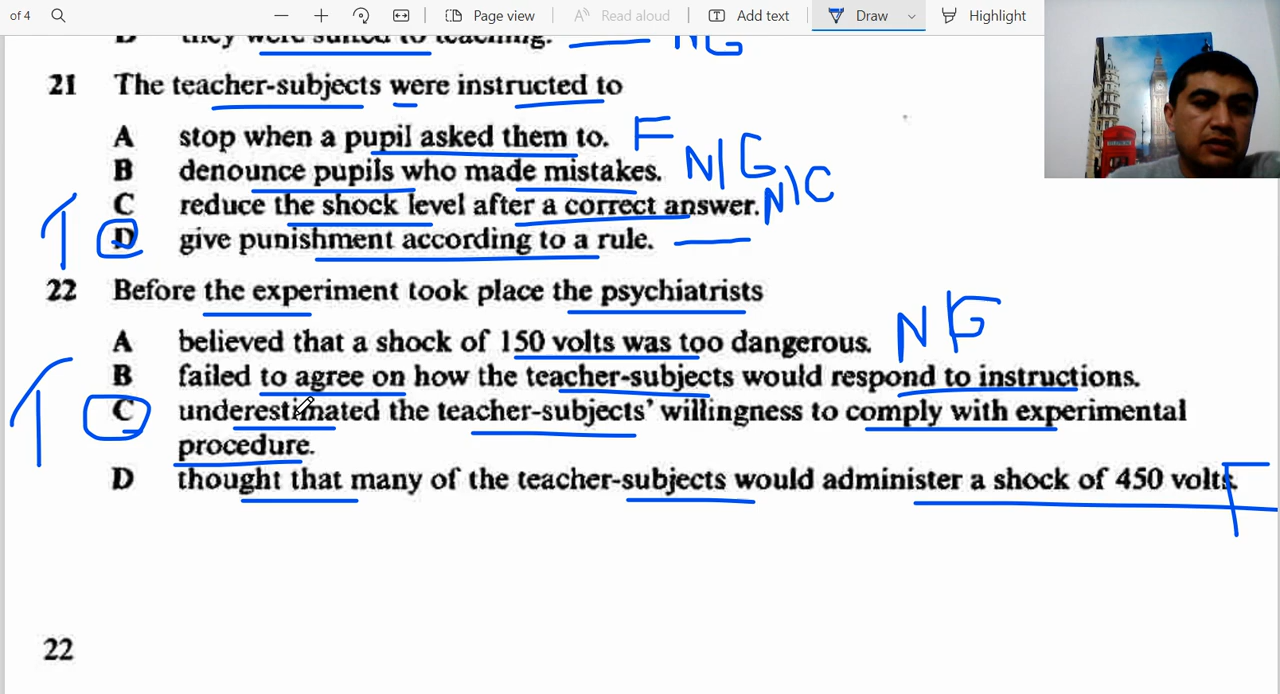 of 4 Page view Read aloud Add text Draw Highlight
D they were suited to teaching. NG
21 The teacher-subjects were instructed to
A stop when a pupil asked them to. F
B denounce pupils who made mistakes. N/G
C reduce the shock level after a correct answer. N/C
T D give punishment according to a rule.
22 Before the experiment took place the psychiatrists
A believed that a shock of 150 volts was too dangerous. NG
B failed to agree on how the teacher-subjects would respond to instructions.
T C underestimated the teacher-subjects' willingness to comply with experimental
procedure.
D thought that many of the teacher-subjects would administer a shock of 450 volts. F
22